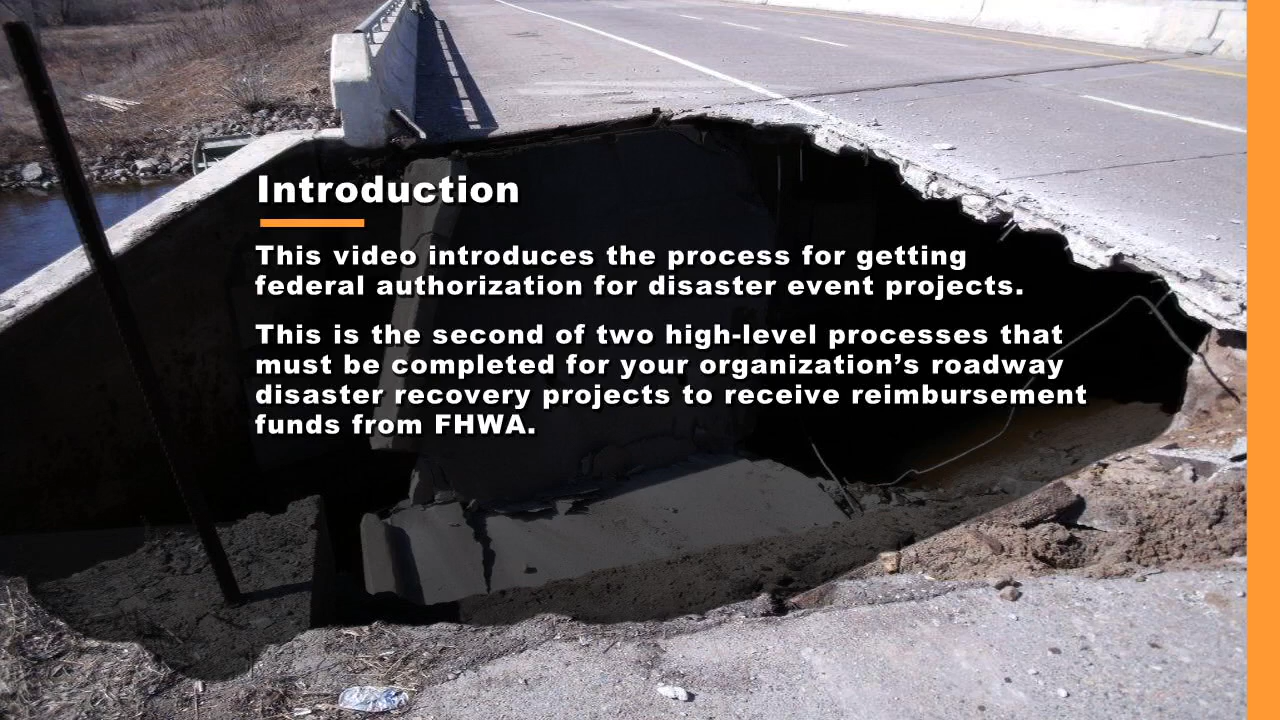 Introduction
This video introduces the process for getting
federal authorization for disaster event projects.
This is the second of two high-level processes that
must be completed for your organization’s roadway
disaster recovery projects to receive reimbursement
funds from FHWA.